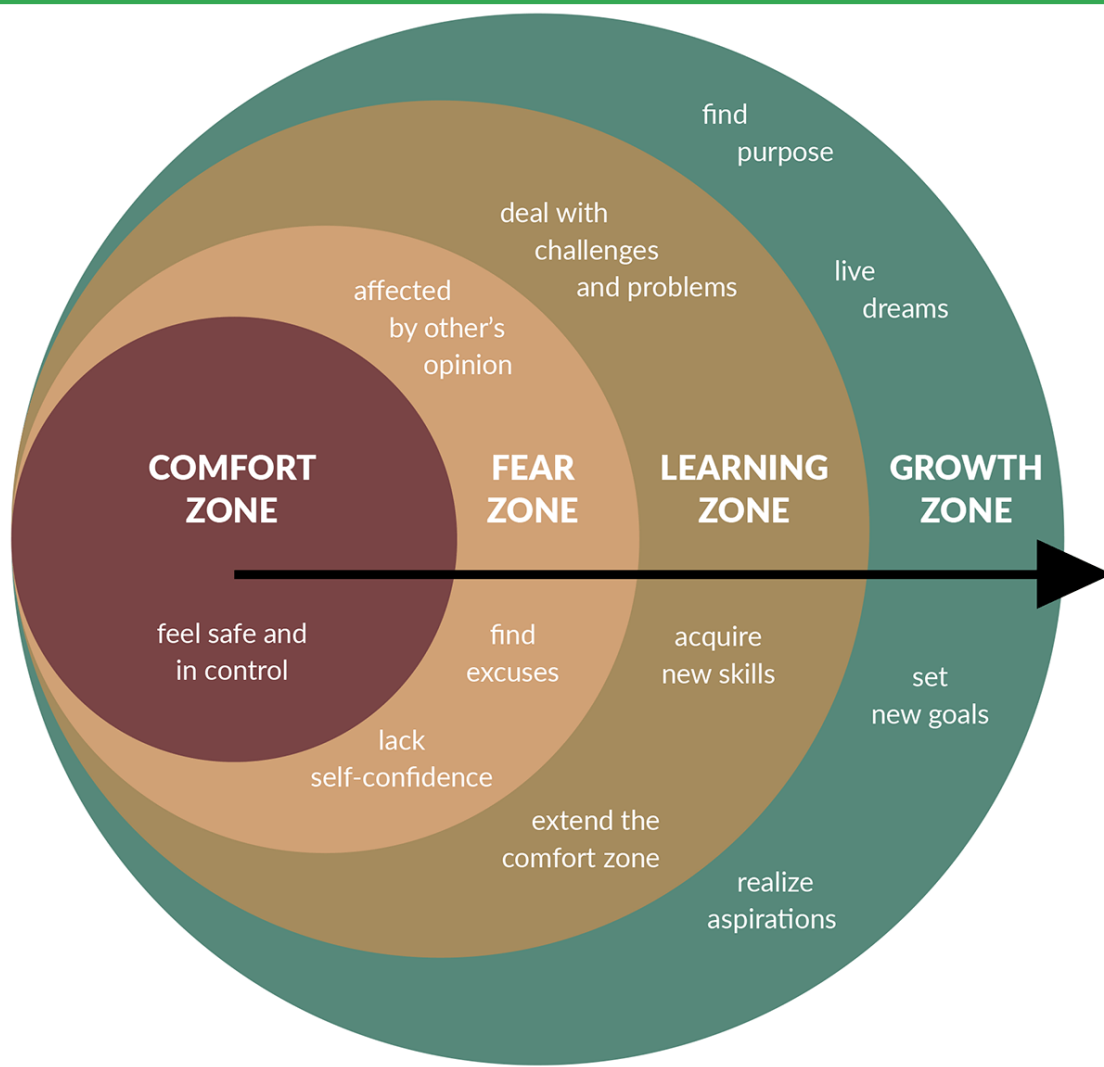 find
purpose
live
dreams
deal with
challenges
and problems
affected
by other’s
opinion
COMFORT
ZONE
FEAR
ZONE
LEARNING
ZONE
GROWTH
ZONE
feel safe and
in control
find
excuses
lack
self-confidence
acquire
new skills
extend the
comfort zone
set
new goals
realize
aspirations